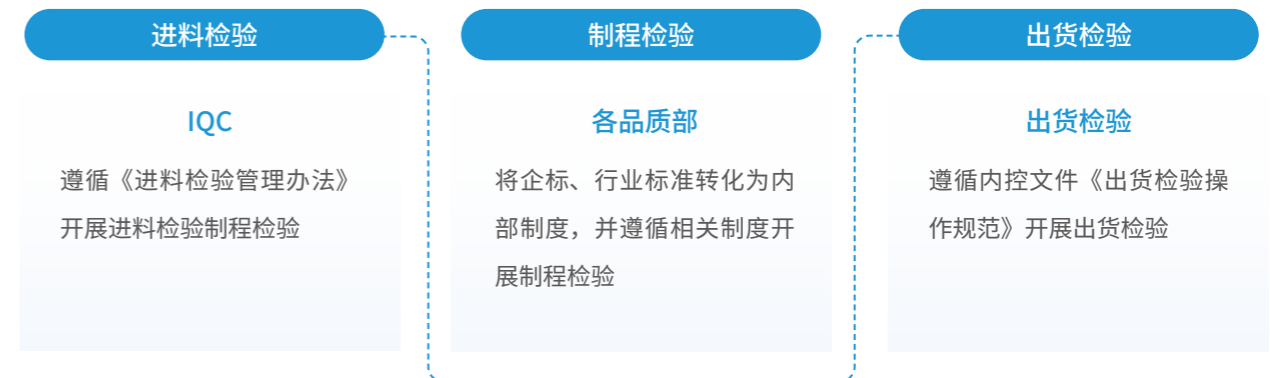 进料检验
IQC
遵循《进料检验管理办法》
开展进料检验制程检验
制程检验
各品质部
将企标、行业标准转化为内
部制度，并遵循相关制度开
展制程检验
出货检验
出货检验
遵循内控文件《出货检验操
作规范》开展出货检验